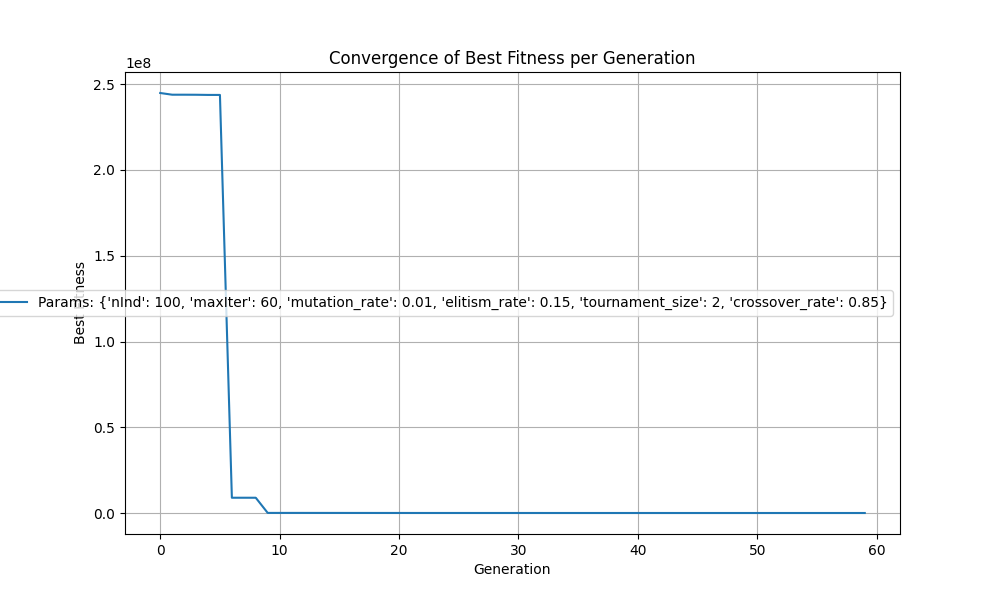 Convergence of Best Fitness per Generation
1e8
2.5
2.0
1.5
1.0
0.5
0.0
Best Fitness
Params: {'nInd': 100, 'maxIter': 60, 'mutation_rate': 0.01, 'elitism_rate': 0.15, 'tournament_size': 2, 'crossover_rate': 0.85}
0 10 20 30 40 50 60
Generation